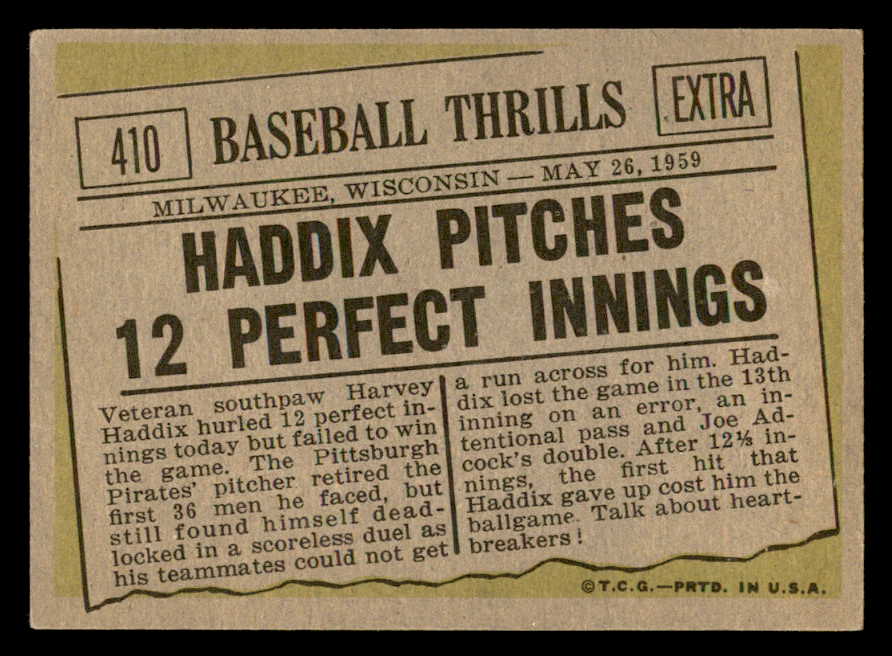 410
BASEBALL THRILLS
EXTRA
MILWAUKEE, WISCONSIN — MAY 26, 1959
HADDIX PITCHES
12 PERFECT INNINGS
Veteran southpaw Harvey
Haddix hurled 12 perfect in-
nings today but failed to win
the game. The Pittsburgh
Pirates' pitcher retired the
first 36 men he faced, but
still found himself dead-
locked in a scoreless duel as
his teammates could not get
a run across for him. Had-
dix lost the game in the 13th
inning on an error, an in-
tentional pass and Joe Ad-
cock's double. After 12⅓ in-
nings, the first hit that
Haddix gave up cost him the
ballgame. Talk about heart-
breakers!
©T.C.G.—PRTD. IN U.S.A.